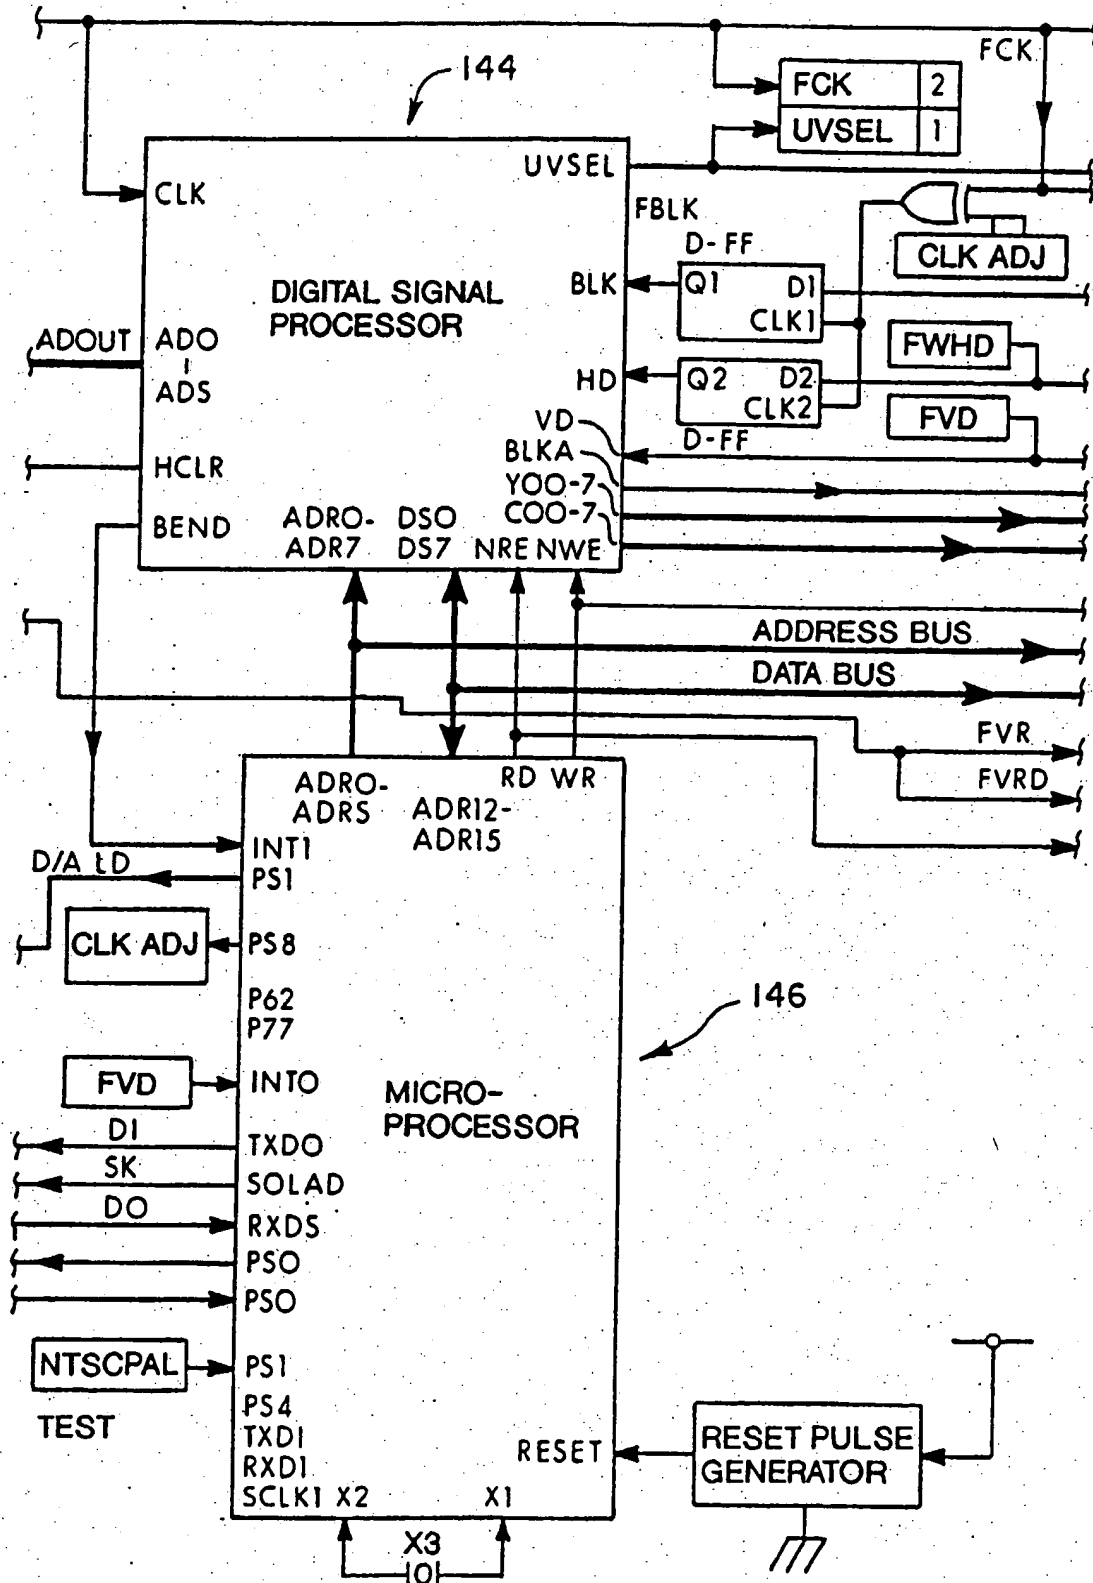 144
FCK
FCK 2
UVSEL 1
UVSEL
CLK
FBLK
D-FF
CLK ADJ
DIGITAL SIGNAL
PROCESSOR
BLK
Q1 D1
CLK1
ADOUT
ADO
ADS
FWHD
HD
Q2 D2
CLK2
FVD
VD
D-FF
BLKA
HCLR
YOO-7
COO-7
BEND
ADRO- DSO
ADR7 DS7 NRE NWE
ADDRESS BUS
DATA BUS
FVR
FVRD
RD WR
ADRO-
ADRS
ADR12-
ADR15
INT1
D/A LD
PS1
CLK ADJ
PS8
P62
P77
146
FVD
INTO
MICRO-
PROCESSOR
DI
TXDO
SK
SOLAD
DO
RXDS
PSO
PSO
NTSCPAL
PS1
TEST
PS4
TXDI
RXDI
SCLK1 X2 X1
RESET
RESET PULSE
GENERATOR
X3